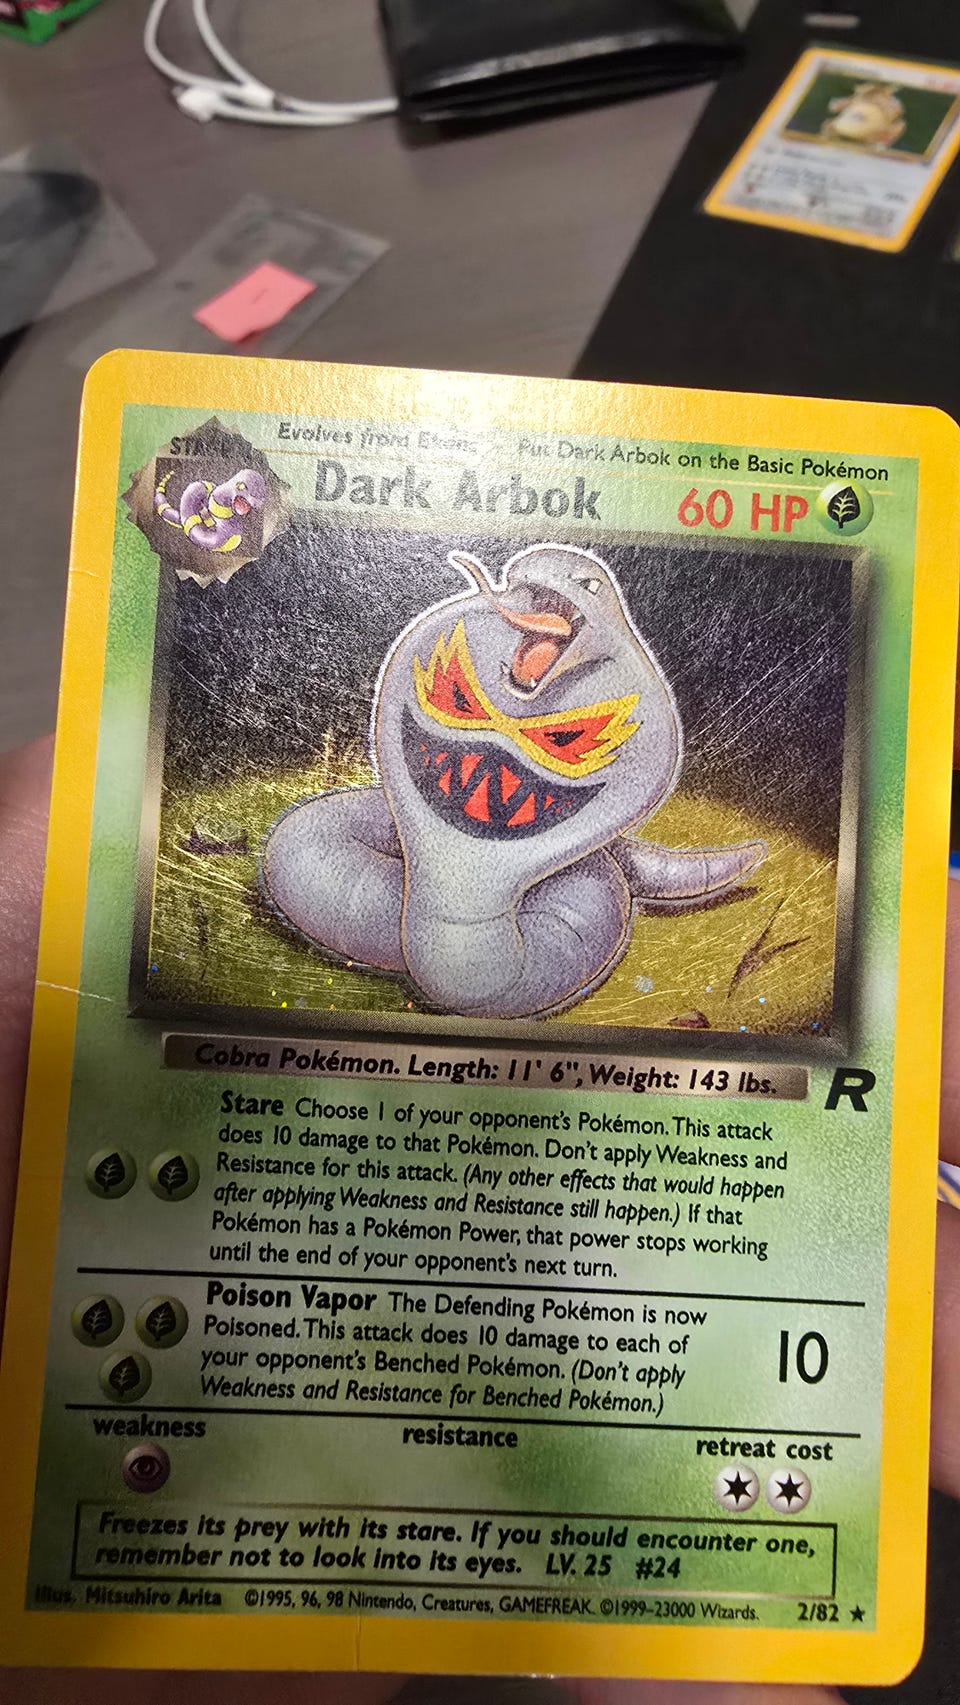 Evolves from Put Dark Arbok on the Basic Pokémon
Dark Arbok 60 HP
Cobra Pokémon. Length: 11' 6", Weight: 143 lbs.
R
Stare Choose 1 of your opponent's Pokémon. This attack
does 10 damage to that Pokémon. Don't apply Weakness and
Resistance for this attack. (Any other effects that would happen
after applying Weakness and Resistance still happen.) If that
Pokémon has a Pokémon Power, that power stops working
until the end of your opponent's next turn.
Poison Vapor The Defending Pokémon is now
Poisoned. This attack does 10 damage to each of
your opponent's Benched Pokémon. (Don't apply
Weakness and Resistance for Benched Pokémon.)
10
weakness resistance retreat cost
Freezes its prey with its stare. If you should encounter one,
remember not to look into its eyes. LV. 25 #24
Illus. Mitsuhiro Arita ©1995, 96, 98 Nintendo, Creatures, GAMEFREAK. ©1999-23000 Wizards. 2/82 ★